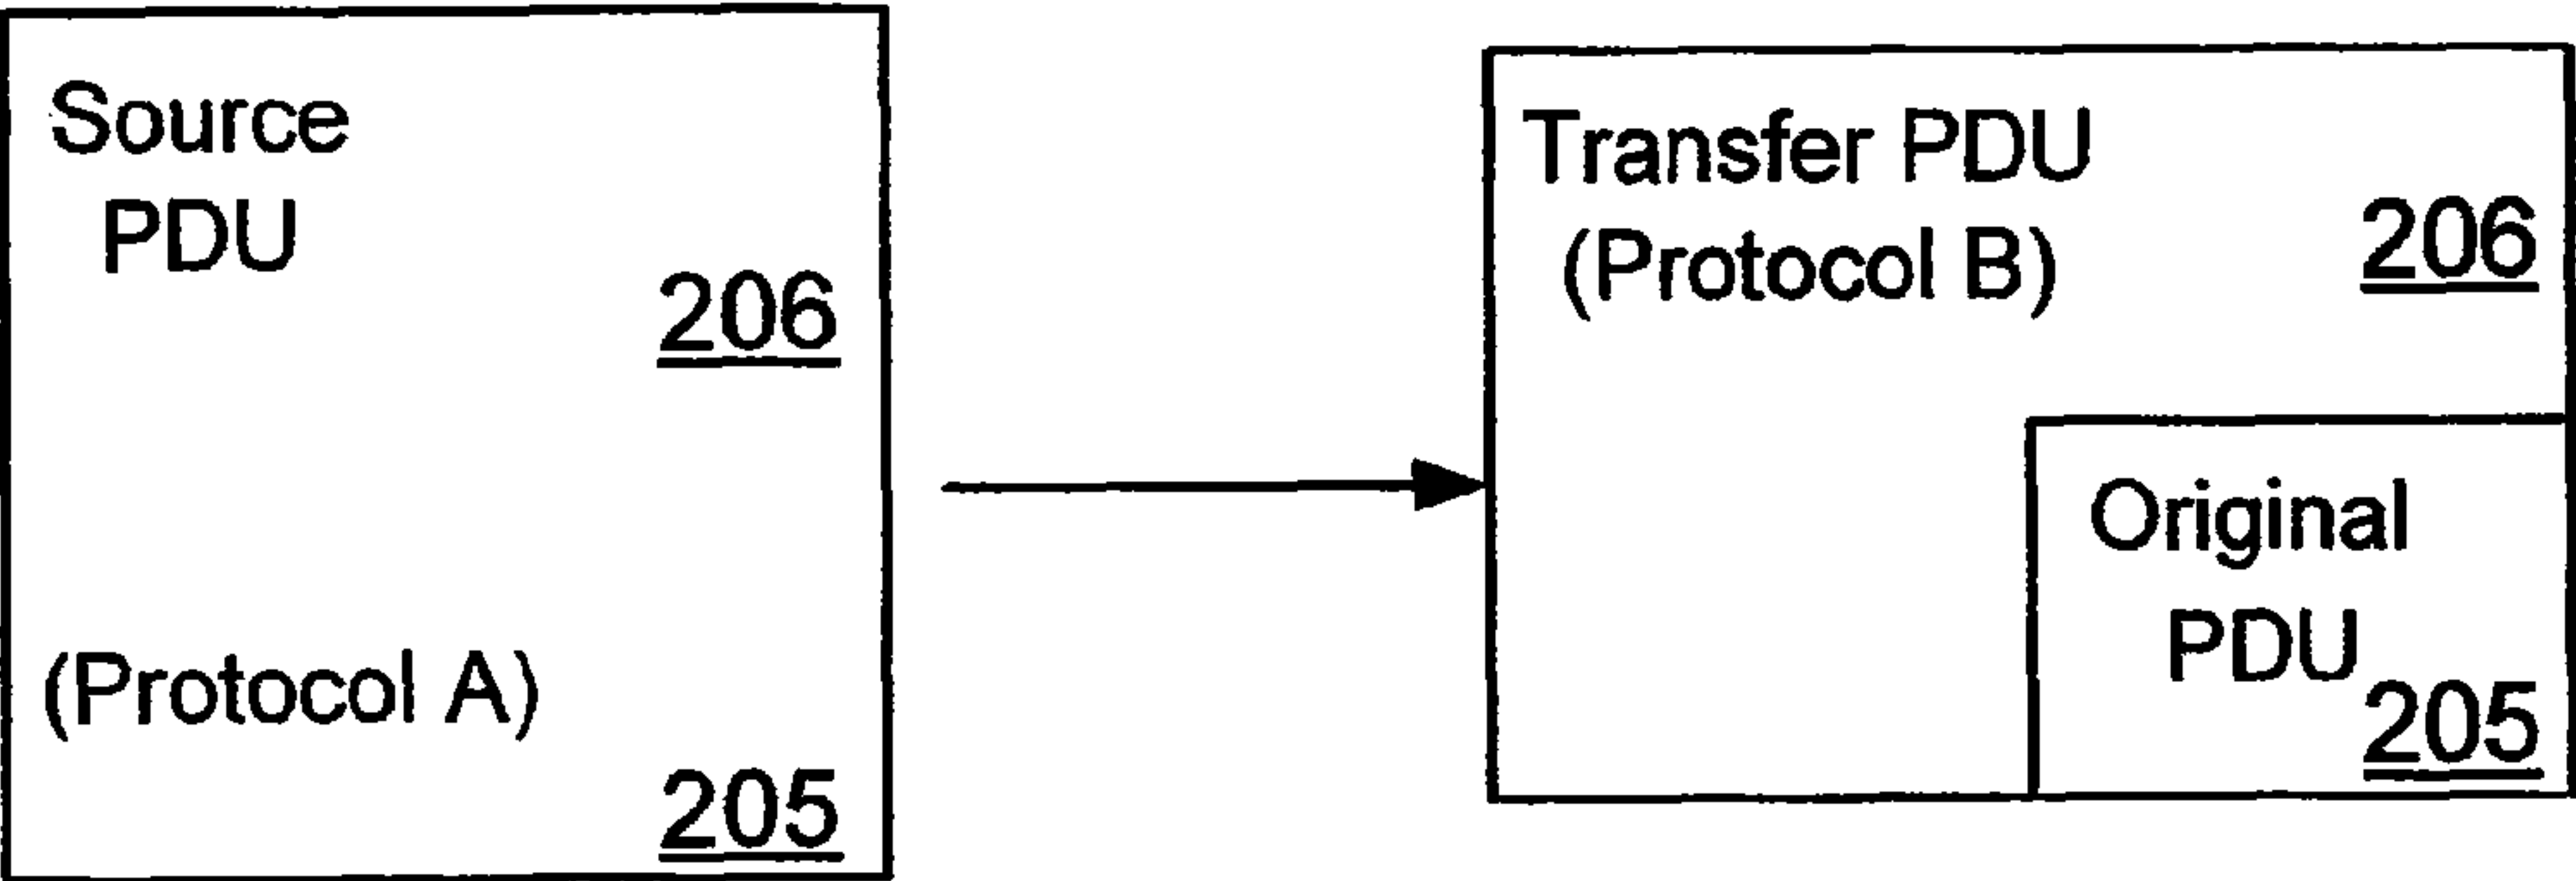 Source
PDU
206
(Protocol A)
205
Transfer PDU
(Protocol B)
206
Original
PDU
205